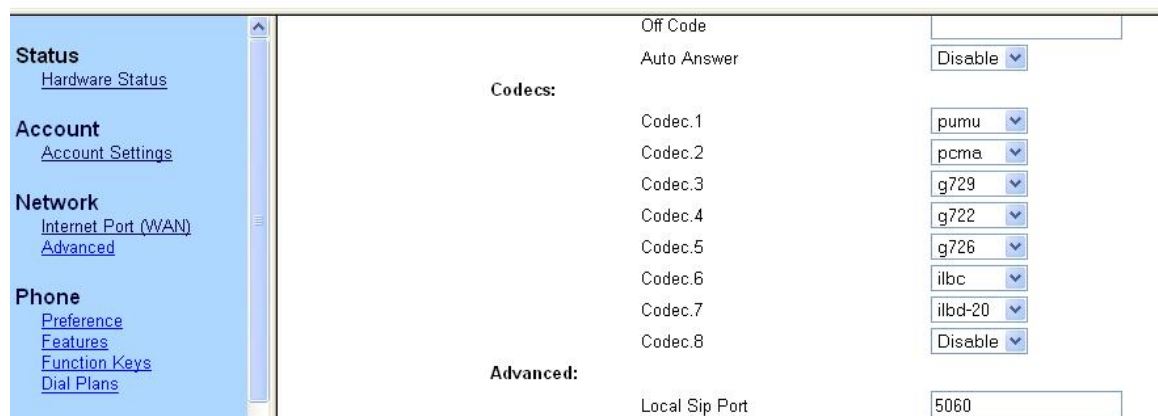 Status
Hardware Status
Account
Account Settings
Network
Internet Port (WAN)
Advanced
Phone
Preference
Features
Function Keys
Dial Plans
Off Code
Auto Answer Disable
Codecs:
Codec.1 pumu
Codec.2 pcma
Codec.3 g729
Codec.4 g722
Codec.5 g726
Codec.6 ilbc
Codec.7 ilbd-20
Codec.8 Disable
Advanced:
Local Sip Port 5060